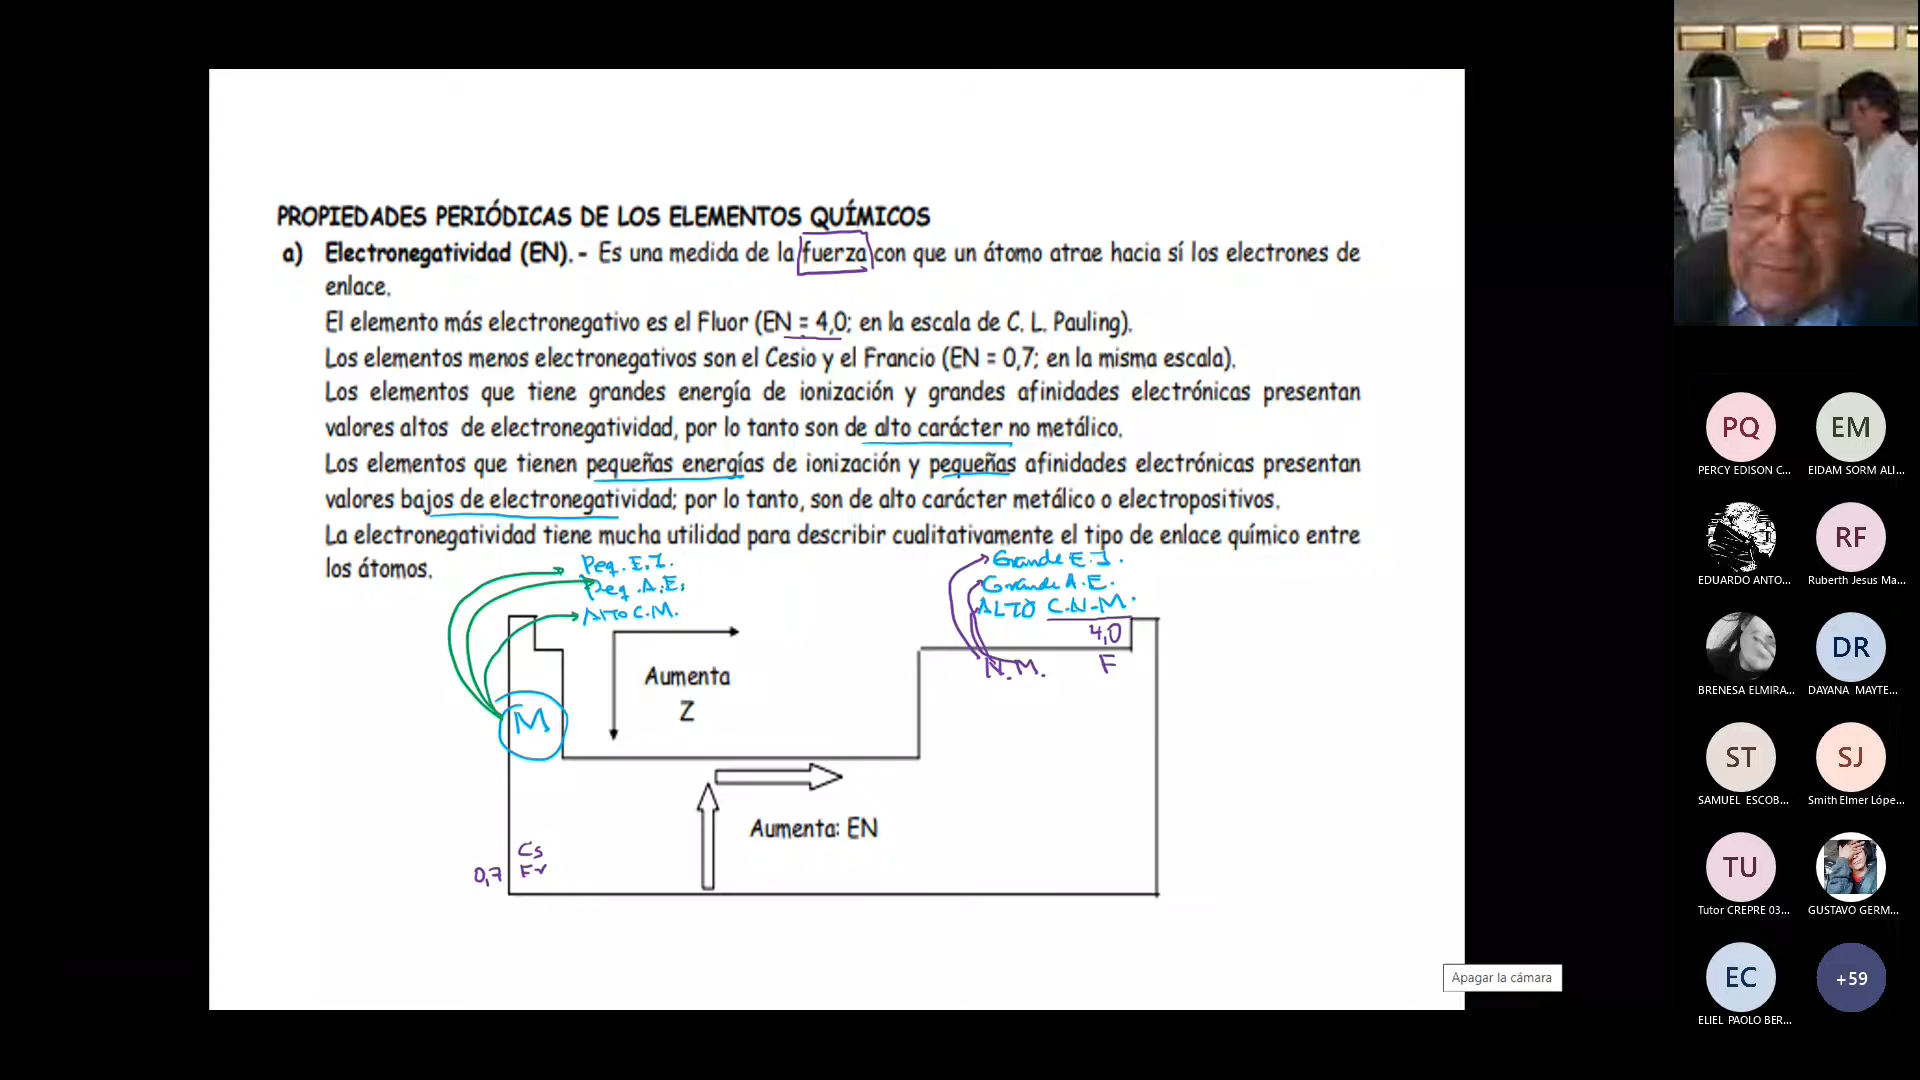 PROPIEDADES PERIÓDICAS DE LOS ELEMENTOS QUÍMICOS
a) Electronegatividad (EN).- Es una medida de la fuerza con que un átomo atrae hacia sí los electrones de
enlace.
El elemento más electronegativo es el Fluor (EN = 4,0; en la escala de C. L. Pauling).
Los elementos menos electronegativos son el Cesio y el Francio (EN = 0,7; en la misma escala).
Los elementos que tiene grandes energía de ionización y grandes afinidades electrónicas presentan
valores altos de electronegatividad, por lo tanto son de alto carácter no metálico.
Los elementos que tienen pequeñas energías de ionización y pequeñas afinidades electrónicas presentan
valores bajos de electronegatividad; por lo tanto, son de alto carácter metálico o electropositivos.
La electronegatividad tiene mucha utilidad para describir cualitativamente el tipo de enlace químico entre
los átomos.
Peq. E.I.
Peq. A.E.
ALTO C.M.
Grande E.I.
Grande A.E.
ALTO C.N.M.
4,0
N.M. F
Aumenta
Z
M
Aumenta: EN
Cs
0,7 Fr
Apagar la cámara
PQ
PERCY EDISON C...
EM
EIDAM SORM ALI...
EDUARDO ANTO...
RF
Ruberth Jesus Ma...
BRENESA ELMIRA...
DR
DAYANA MAYTE...
ST
SAMUEL ESCOB...
SJ
Smith Elmer Lópe...
TU
Tutor CREPRE 03...
GUSTAVO GERM...
EC
ELIEL PAOLO BER...
+59